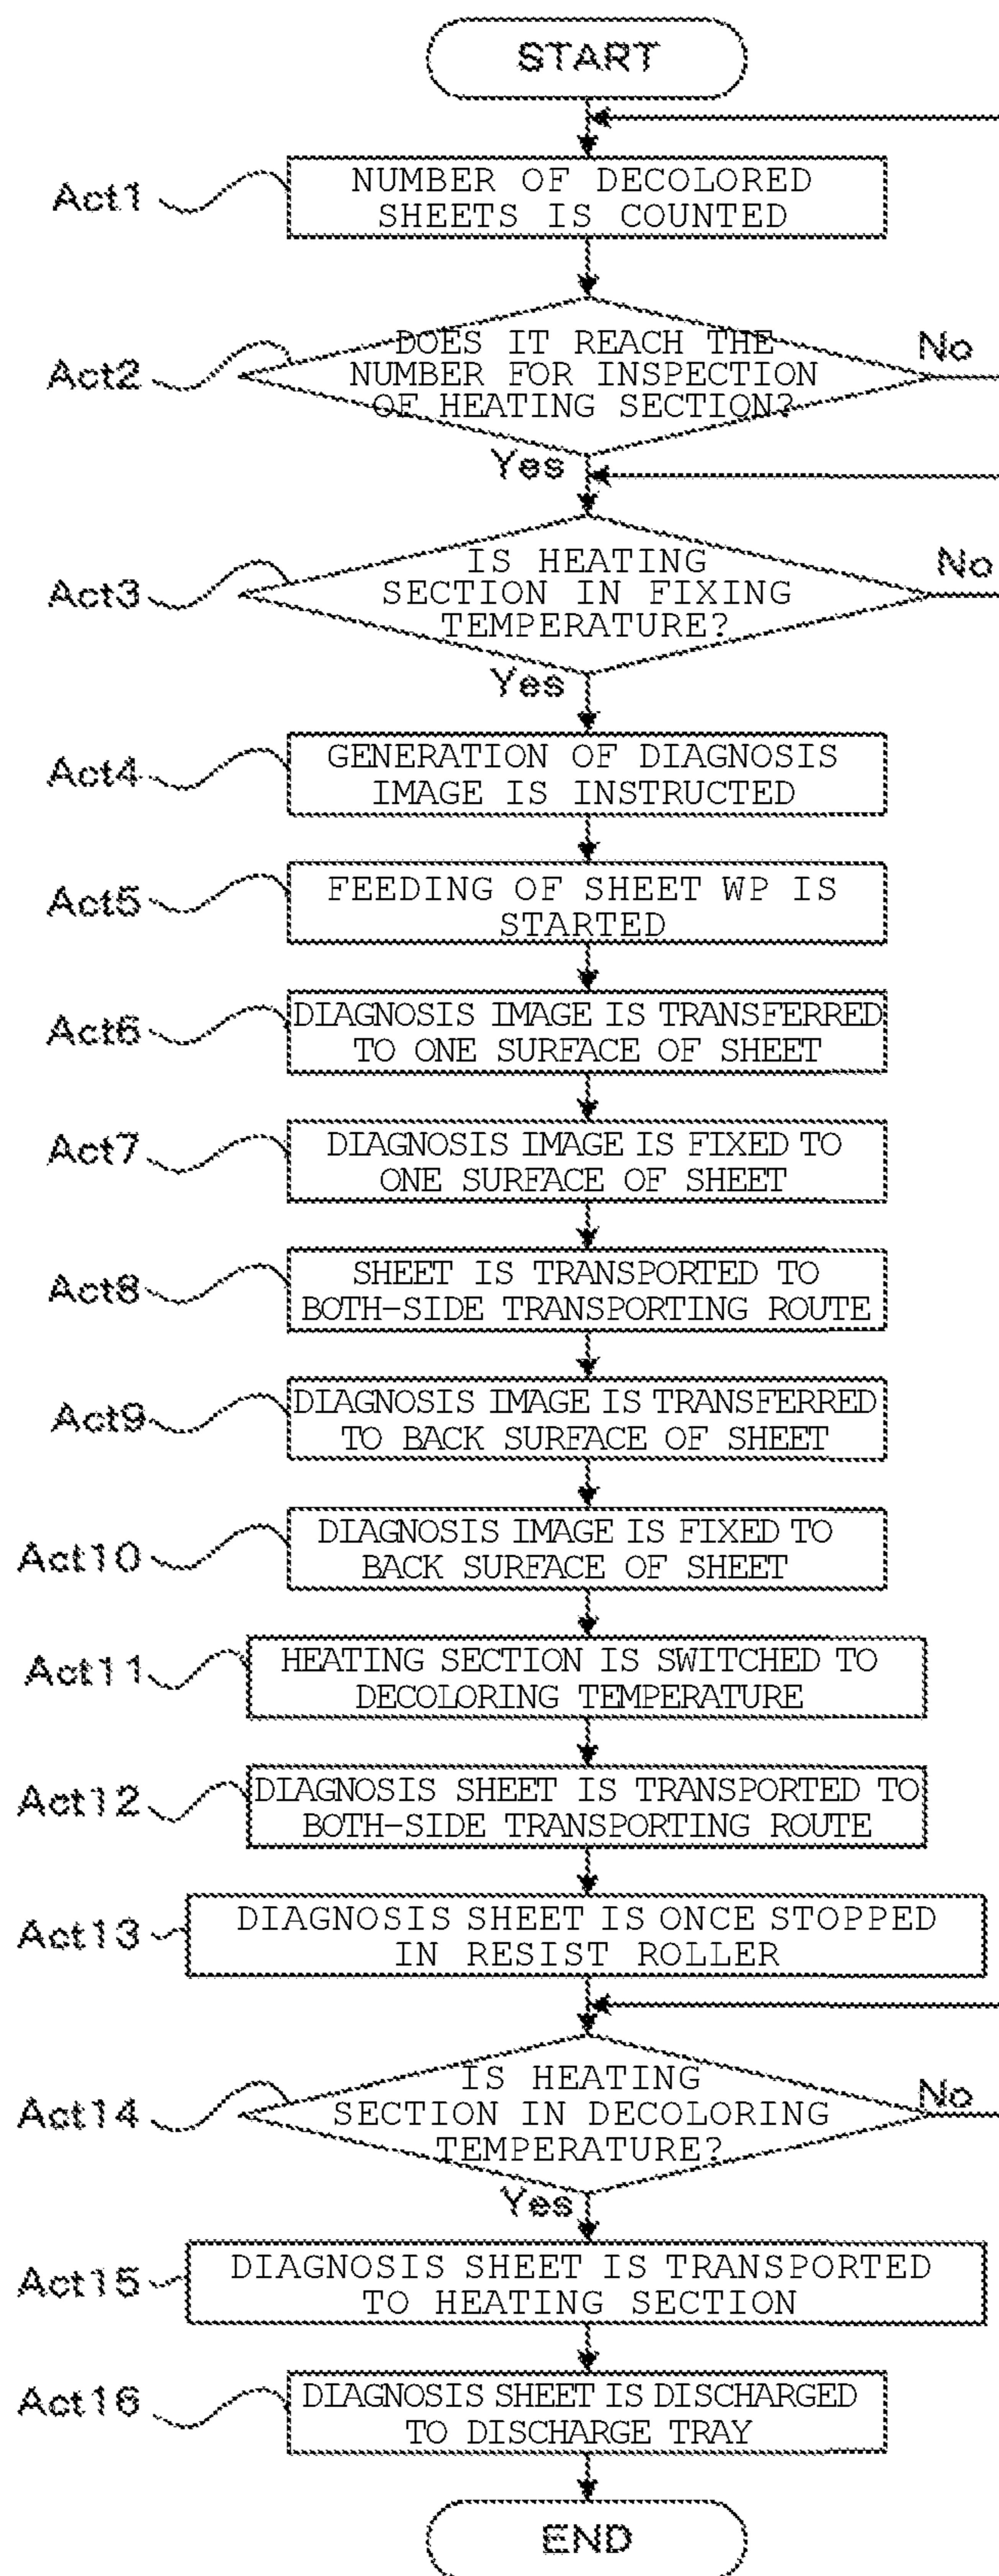 START
Act1
NUMBER OF DECOLORED
SHEETS IS COUNTED
Act2
DOES IT REACH THE
NUMBER FOR INSPECTION
OF HEATING SECTION?
No
Yes
Act3
IS HEATING
SECTION IN FIXING
TEMPERATURE?
No
Yes
Act4
GENERATION OF DIAGNOSIS
IMAGE IS INSTRUCTED
Act5
FEEDING OF SHEET WP IS
STARTED
Act6
DIAGNOSIS IMAGE IS TRANSFERRED
TO ONE SURFACE OF SHEET
Act7
DIAGNOSIS IMAGE IS FIXED TO
ONE SURFACE OF SHEET
Act8
SHEET IS TRANSPORTED TO
BOTH-SIDE TRANSPORTING ROUTE
Act9
DIAGNOSIS IMAGE IS TRANSFERRED
TO BACK SURFACE OF SHEET
Act10
DIAGNOSIS IMAGE IS FIXED TO
BACK SURFACE OF SHEET
Act11
HEATING SECTION IS SWITCHED TO
DECOLORING TEMPERATURE
Act12
DIAGNOSIS SHEET IS TRANSPORTED TO
BOTH-SIDE TRANSPORTING ROUTE
Act13
DIAGNOSIS SHEET IS ONCE STOPPED
IN RESIST ROLLER
Act14
IS HEATING
SECTION IN DECOLORING
TEMPERATURE?
No
Yes
Act15
DIAGNOSIS SHEET IS TRANSPORTED
TO HEATING SECTION
Act16
DIAGNOSIS SHEET IS DISCHARGED
TO DISCHARGE TRAY
END